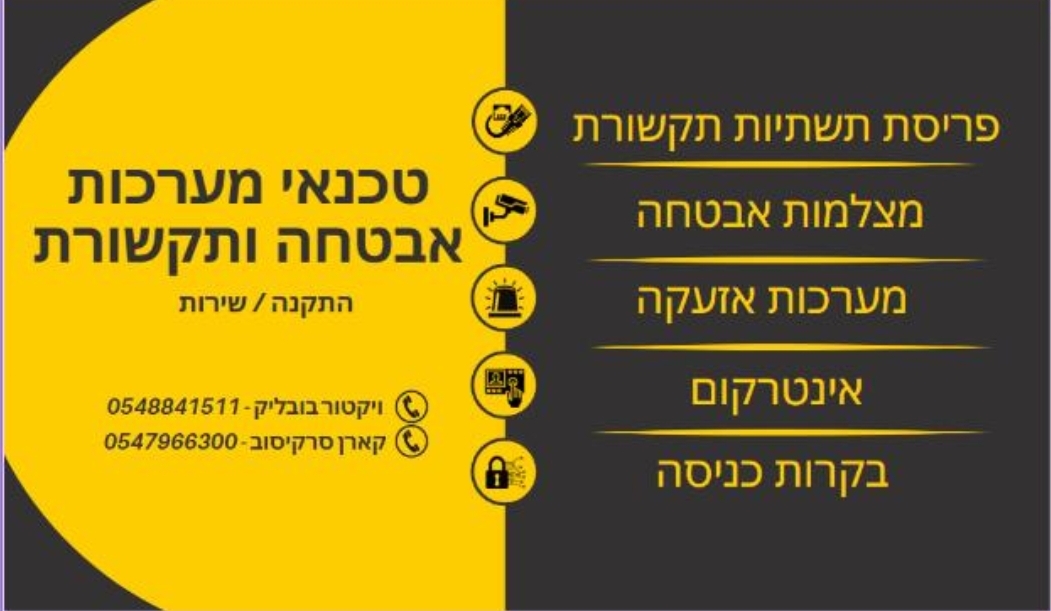 טכנאי מערכות
אבטחה ותקשורת
התקנה / שירות
ויקטור בובליק - 0548841511
קארן סרקיסוב - 0547966300
פריסת תשתיות תקשורת
מצלמות אבטחה
מערכות אזעקה
אינטרקום
בקרות כניסה